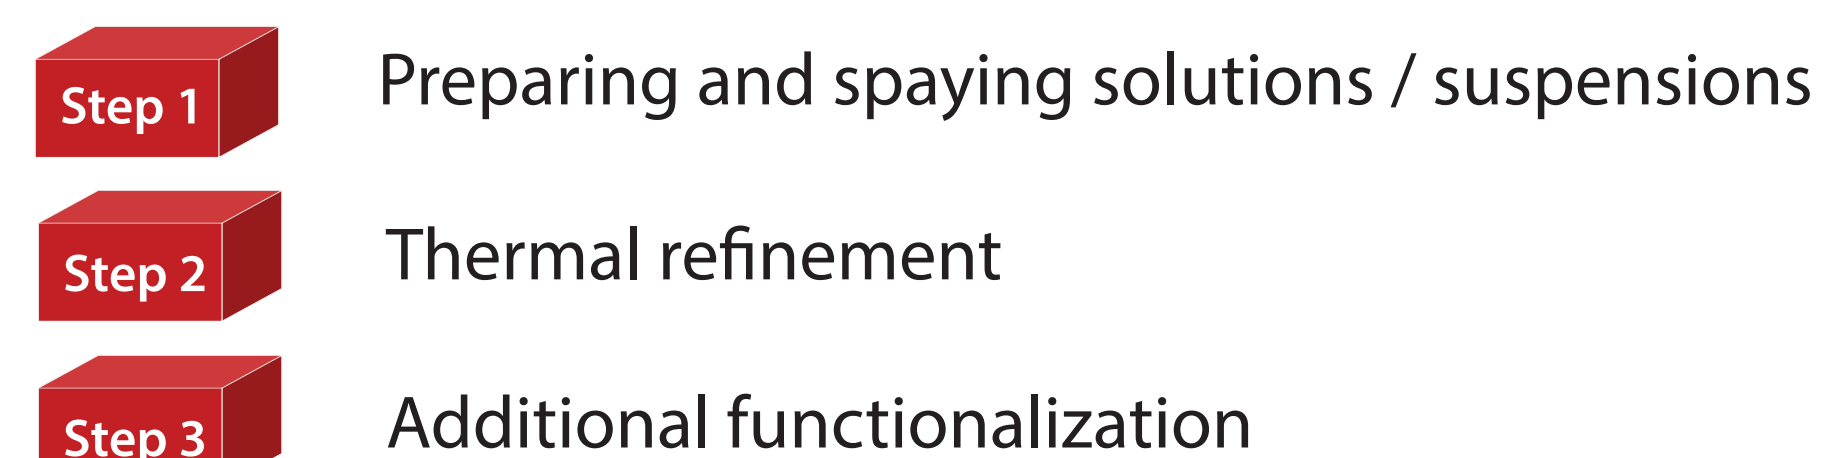 Step 1 Preparing and spaying solutions / suspensions
Step 2 Thermal refinement
Step 3 Additional functionalization